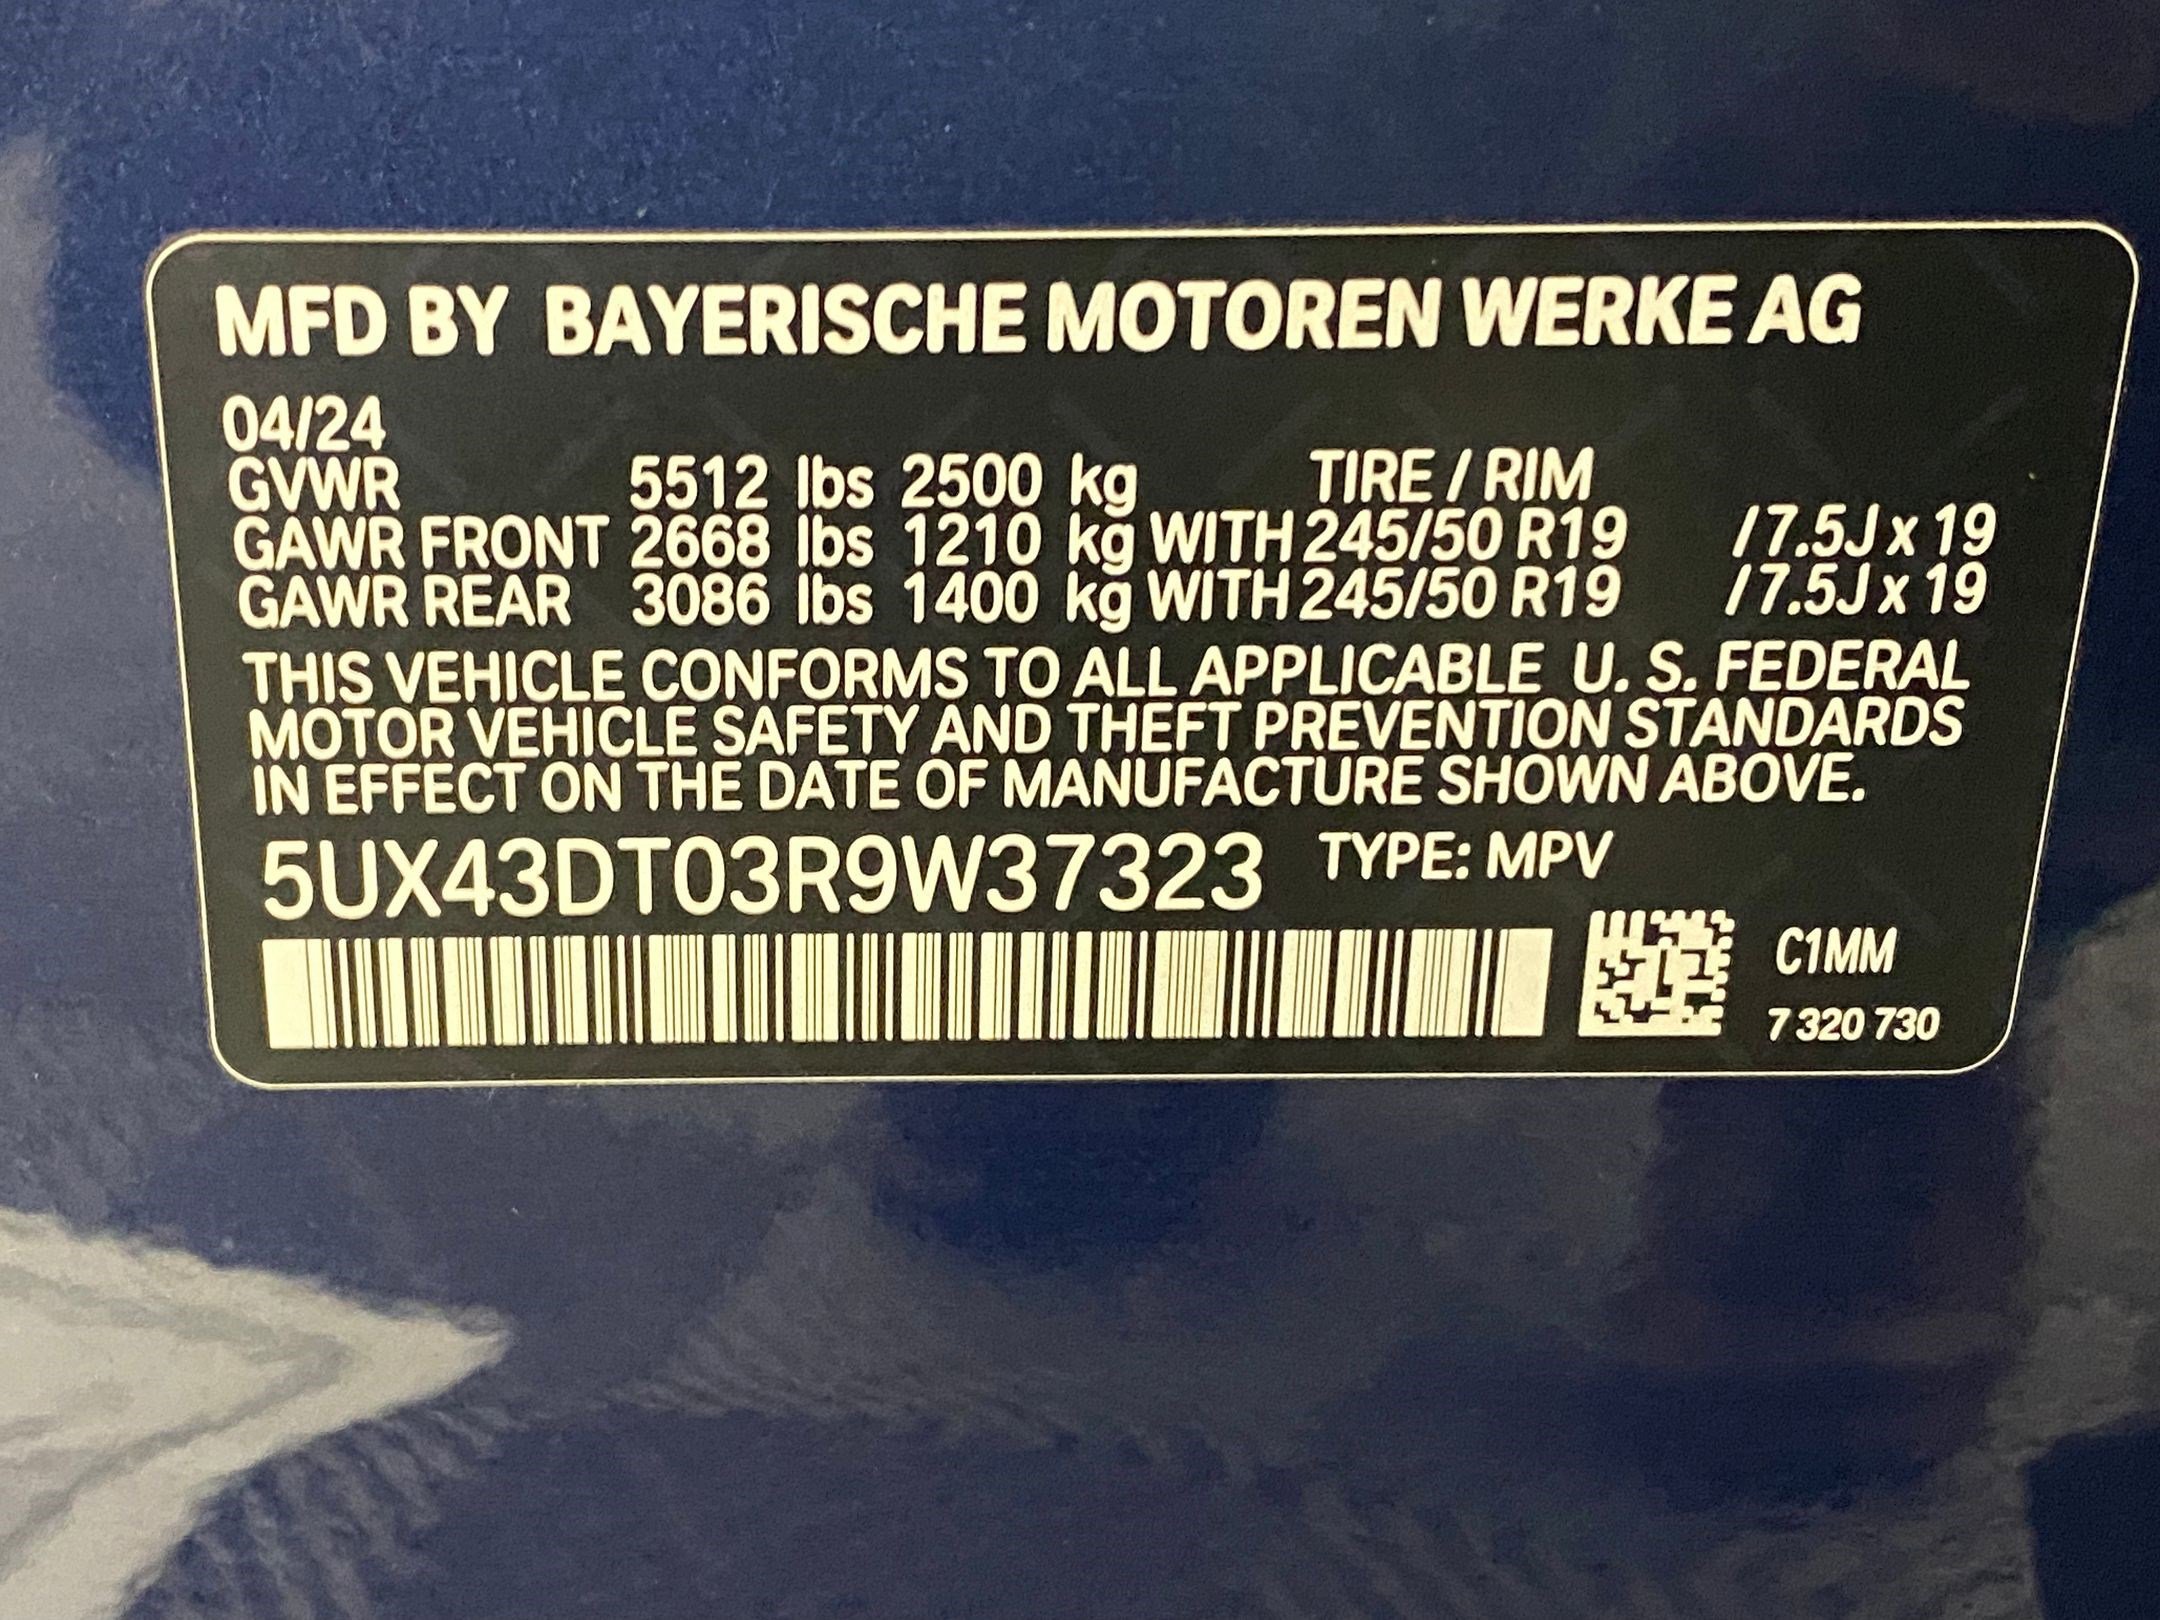 MFD BY BAYERISCHE MOTOREN WERKE AG
04/24
GVWR 5512 lbs 2500 kg TIRE / RIM
GAWR FRONT 2668 lbs 1210 kg WITH 245/50 R19 / 7.5J x 19
GAWR REAR 3086 lbs 1400 kg WITH 245/50 R19 / 7.5J x 19
THIS VEHICLE CONFORMS TO ALL APPLICABLE U. S. FEDERAL
MOTOR VEHICLE SAFETY AND THEFT PREVENTION STANDARDS
IN EFFECT ON THE DATE OF MANUFACTURE SHOWN ABOVE.
5UX43DT03R9W37323 TYPE: MPV
C1MM
7 320 730